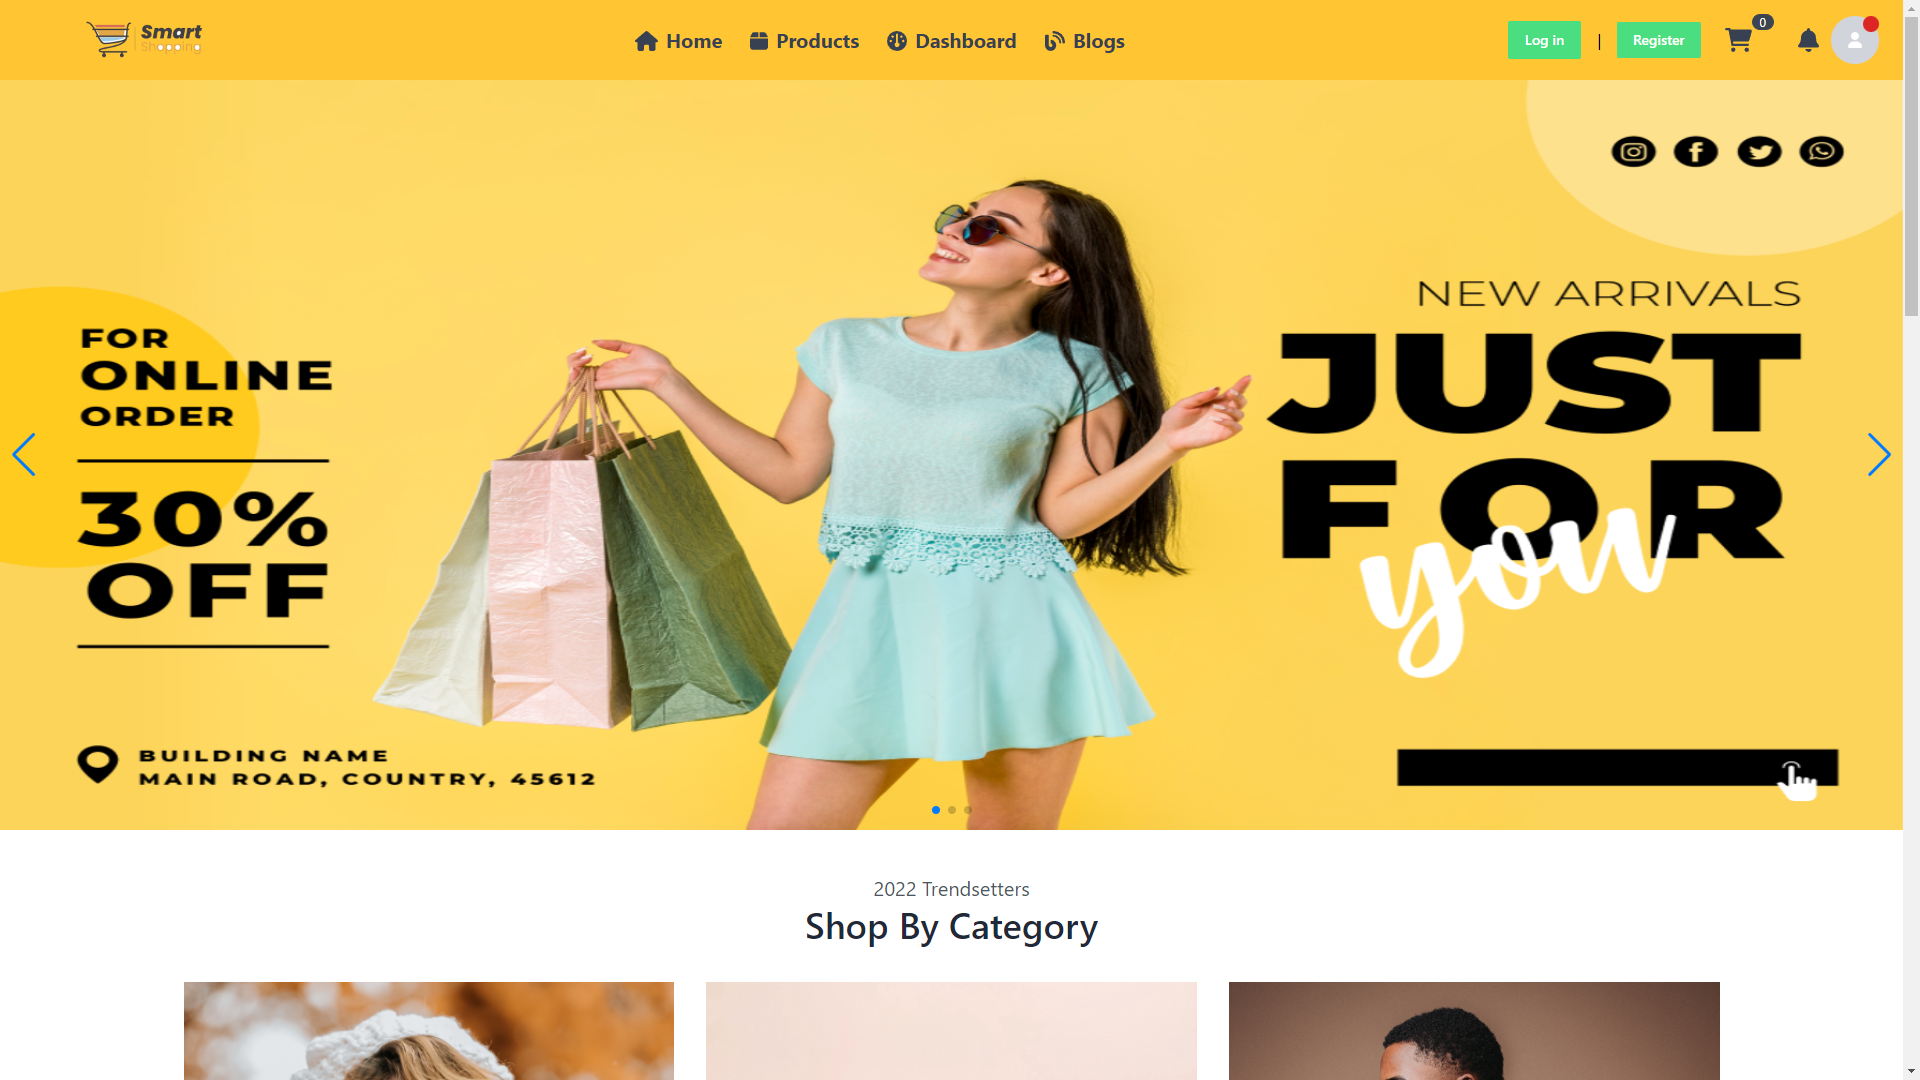 Smart
Shopping
Home
Products
Dashboard
Blogs
Log in
|
Register
0
FOR
ONLINE
ORDER
30%
OFF
BUILDING NAME
MAIN ROAD, COUNTRY, 45612
NEW ARRIVALS
JUST
FOR
you
2022 Trendsetters
Shop By Category